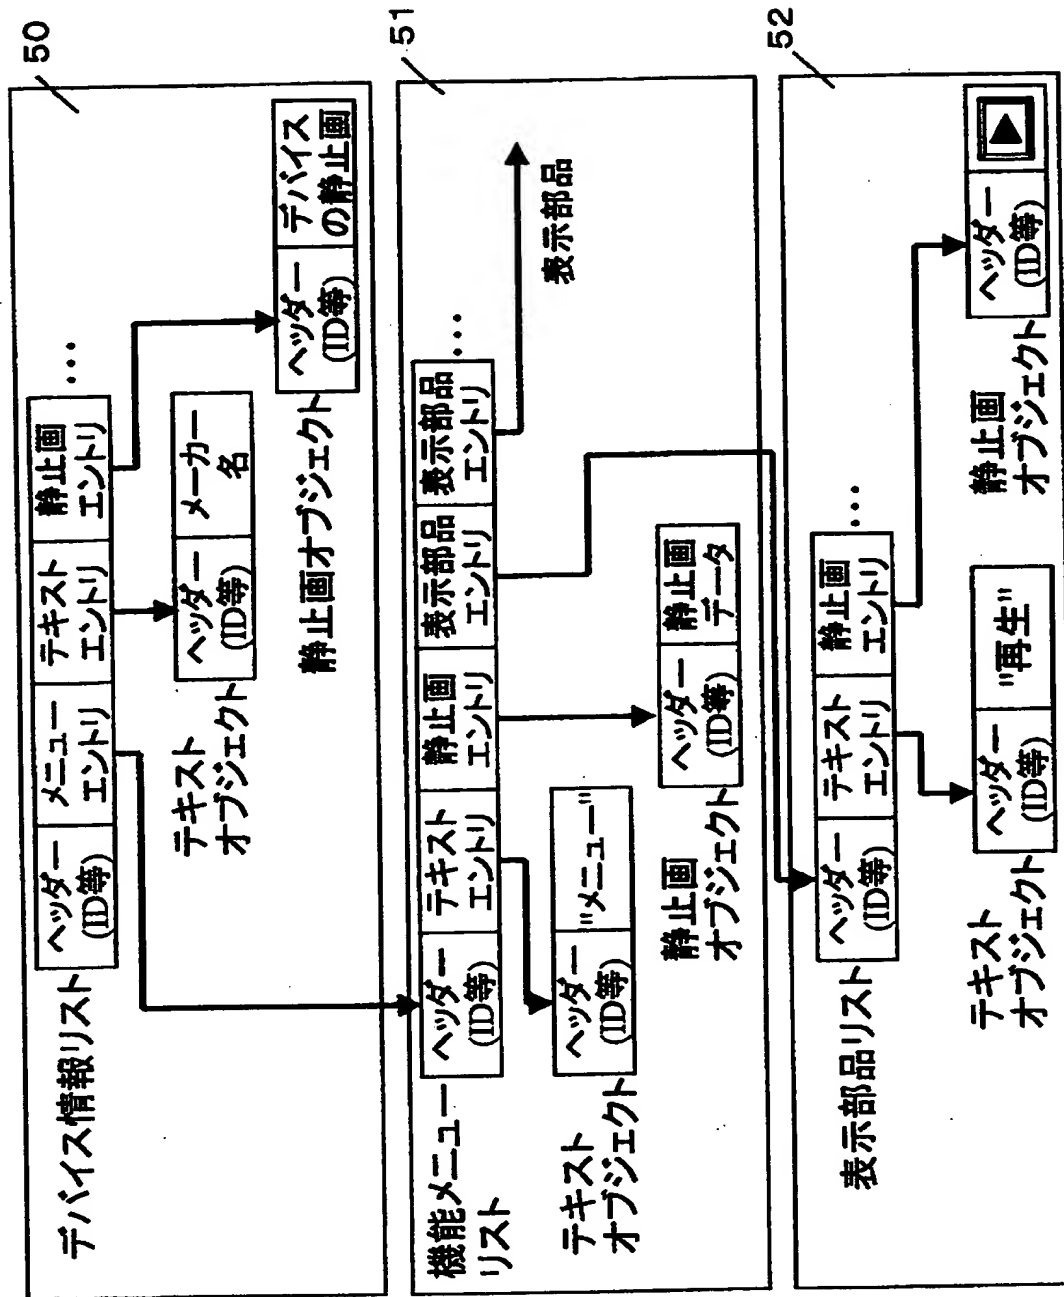 50
デバイス情報リスト
ヘッダー
(ID等)
メニュー
エントリ
テキスト
エントリ
静止画
エントリ
...
テキスト
オブジェクト
ヘッダー
(ID等)
メーカー
名
静止画オブジェクト
ヘッダー
(ID等)
デバイス
の静止画
51
機能メニュー
リスト
ヘッダー
(ID等)
テキスト
エントリ
静止画
エントリ
表示部品
エントリ
表示部品
エントリ
...
表示部品
テキスト
オブジェクト
ヘッダー
(ID等)
"メニュー"
静止画
オブジェクト
ヘッダー
(ID等)
静止画
データ
52
表示部品リスト
ヘッダー
(ID等)
テキスト
エントリ
静止画
エントリ
...
テキスト
オブジェクト
ヘッダー
(ID等)
"再生"
静止画
オブジェクト
ヘッダー
(ID等)